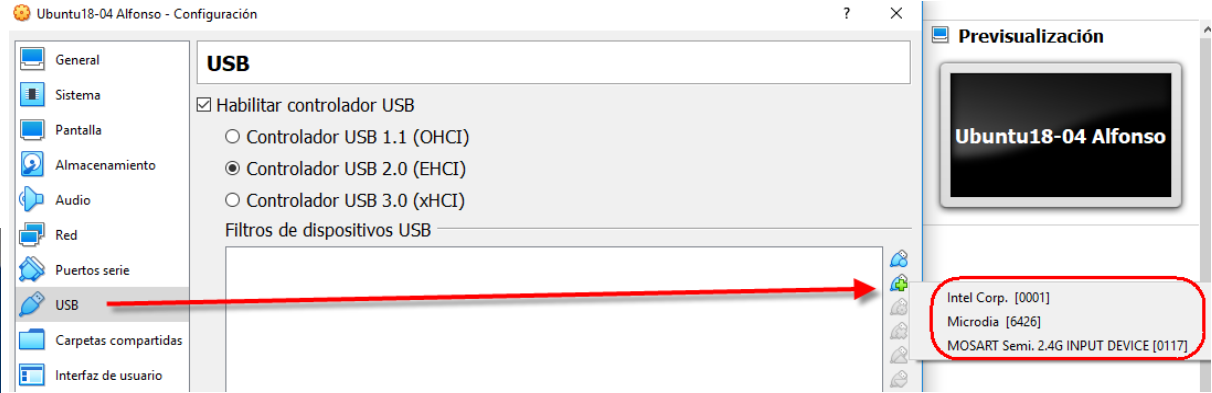 Ubuntu18-04 Alfonso - Configuración
? ×
General
Sistema
Pantalla
Almacenamiento
Audio
Red
Puertos serie
USB
Carpetas compartidas
Interfaz de usuario
USB
Habilitar controlador USB
Controlador USB 1.1 (OHCI)
Controlador USB 2.0 (EHCI)
Controlador USB 3.0 (xHCI)
Filtros de dispositivos USB
Previsualización
Ubuntu18-04 Alfonso
Intel Corp. [0001]
Microdia [6426]
MOSART Semi. 2.4G INPUT DEVICE [0117]